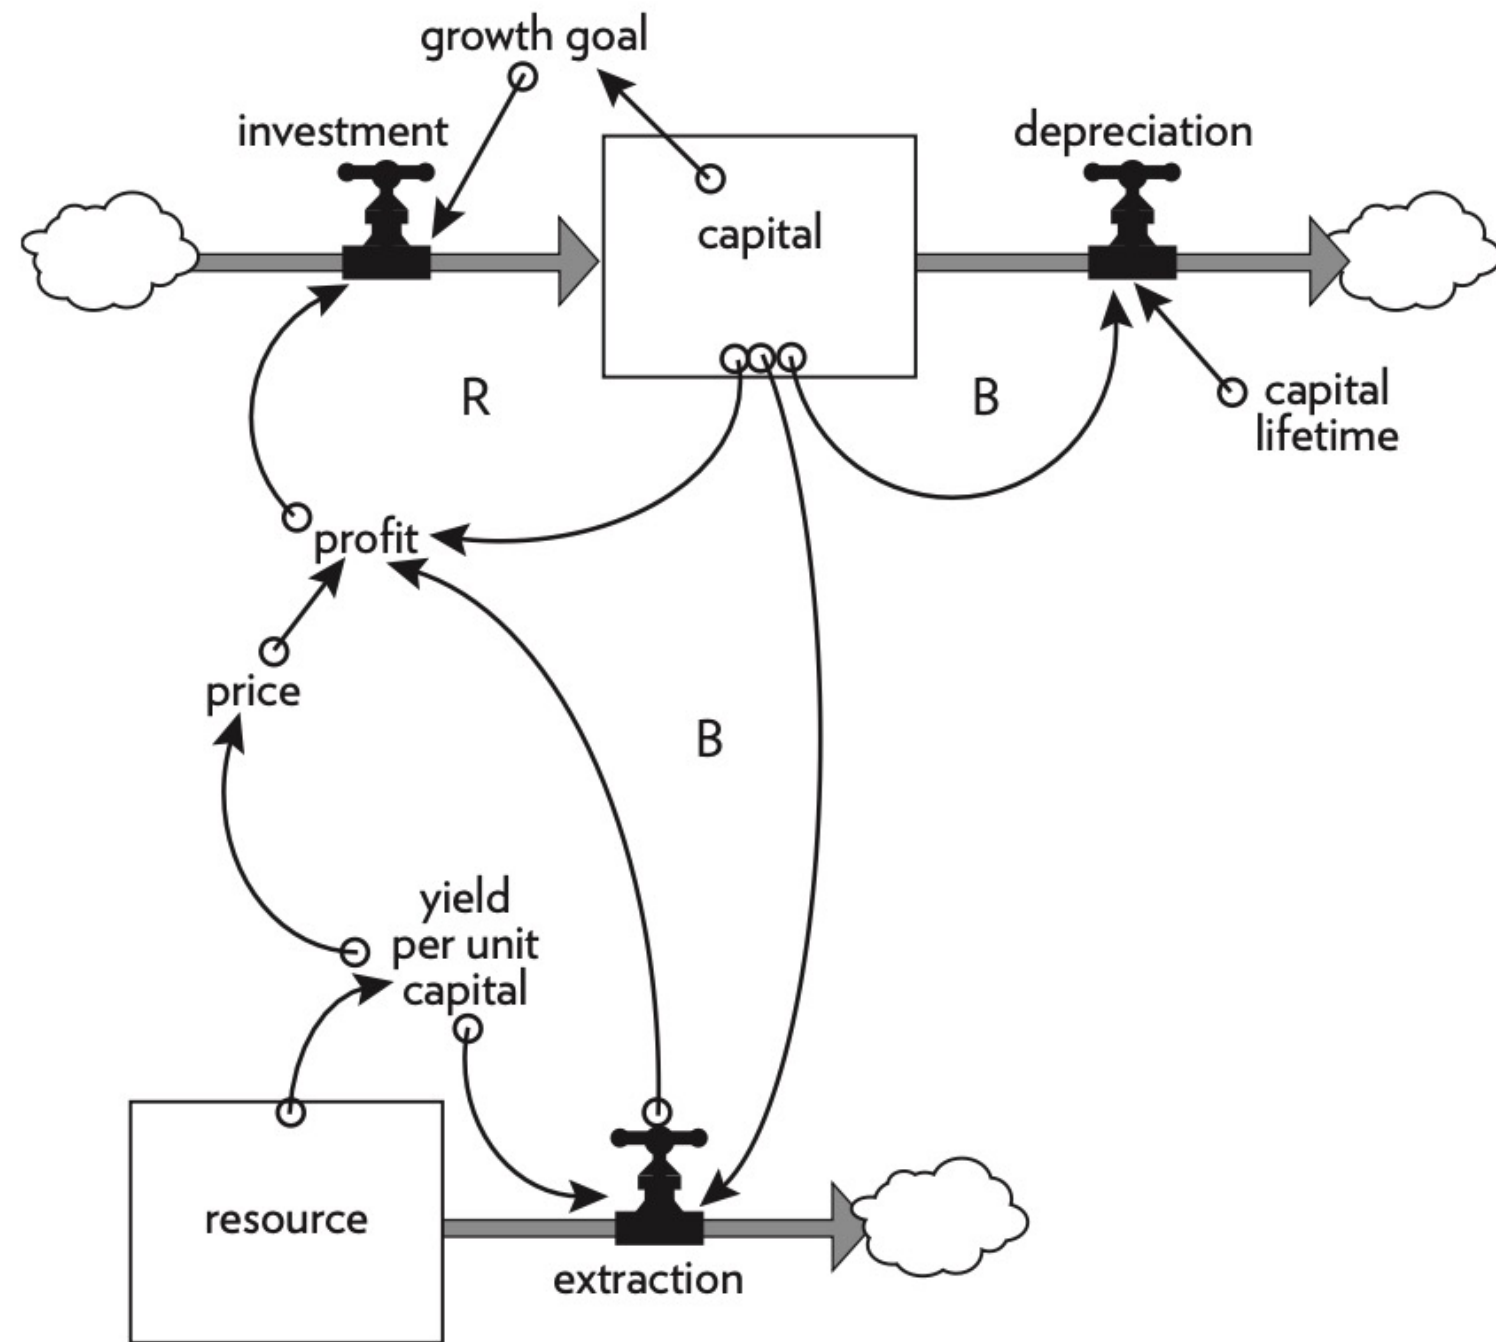 growth goal
investment
depreciation
capital
R
B
capital
lifetime
profit
price
B
yield
per unit
capital
resource
extraction